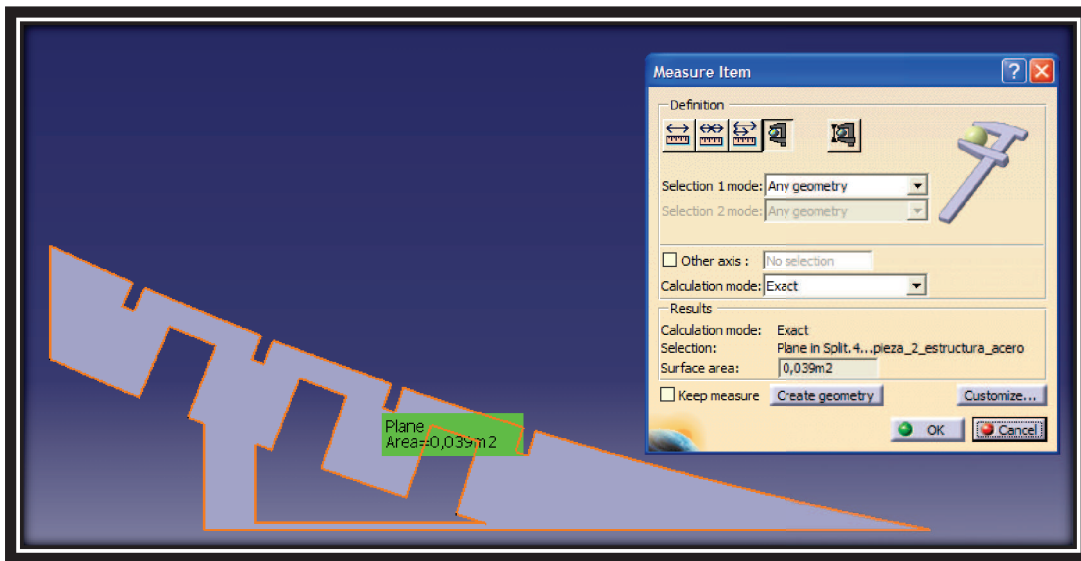 Measure Item
Definition
Selection 1 mode: Any geometry
Selection 2 mode: Any geometry
Other axis : No selection
Calculation mode: Exact
Results
Calculation mode: Exact
Selection: Plane in Split.4...pieza_2_estructura_acero
Surface area: 0,039m2
Keep measure Create geometry Customize...
OK Cancel
Plane
Area=0,039m2